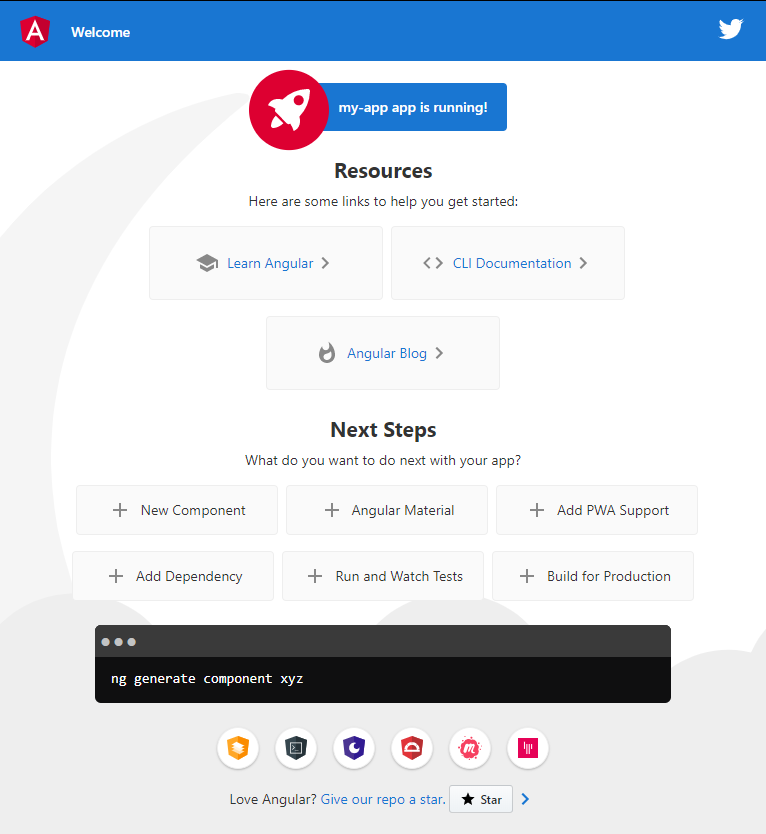 Welcome
my-app app is running!
Resources
Here are some links to help you get started:
Learn Angular
CLI Documentation
Angular Blog
Next Steps
What do you want to do next with your app?
New Component
Angular Material
Add PWA Support
Add Dependency
Run and Watch Tests
Build for Production
ng generate component xyz
Love Angular? Give our repo a star. Star